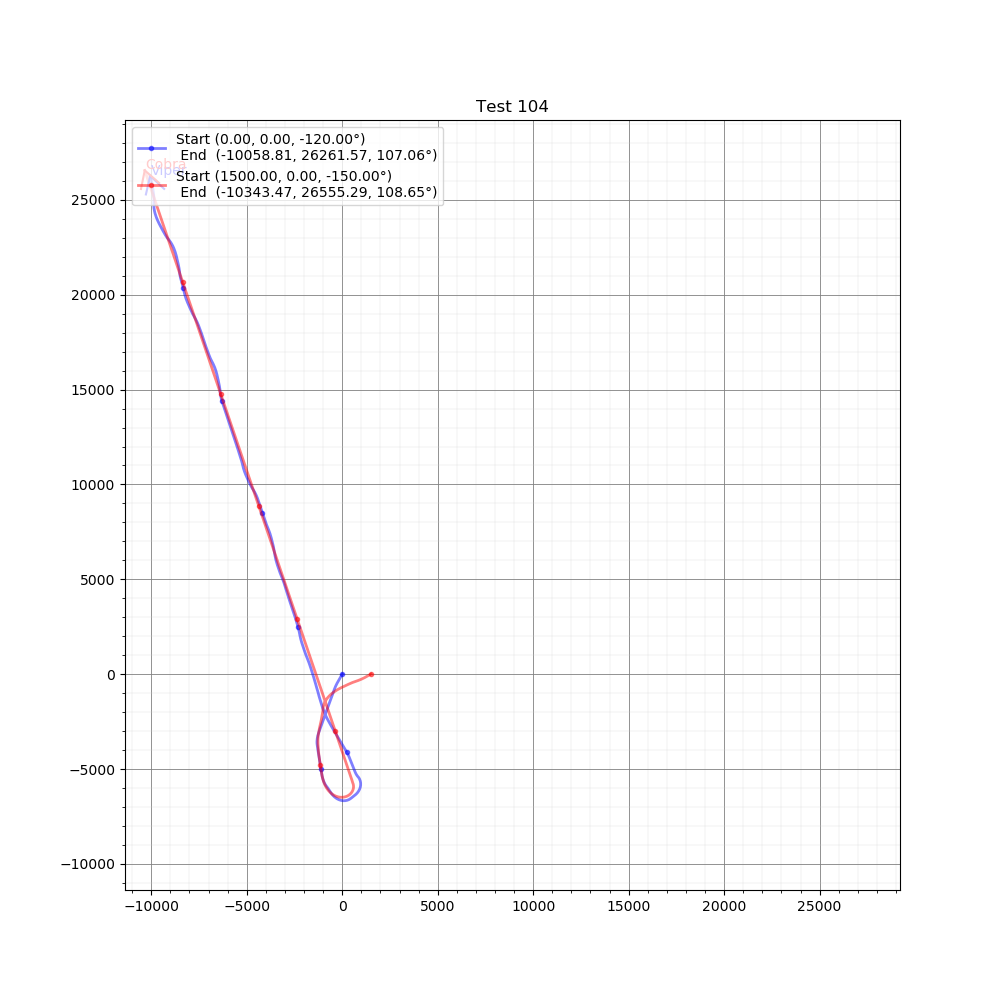 Test 104
Start (0.00, 0.00, -120.00°)
End (-10058.81, 26261.57, 107.06°)
Start (1500.00, 0.00, -150.00°)
End (-10343.47, 26555.29, 108.65°)
Cobra
Viper
25000
20000
15000
10000
5000
0
−5000
−10000
−10000 −5000 0 5000 10000 15000 20000 25000